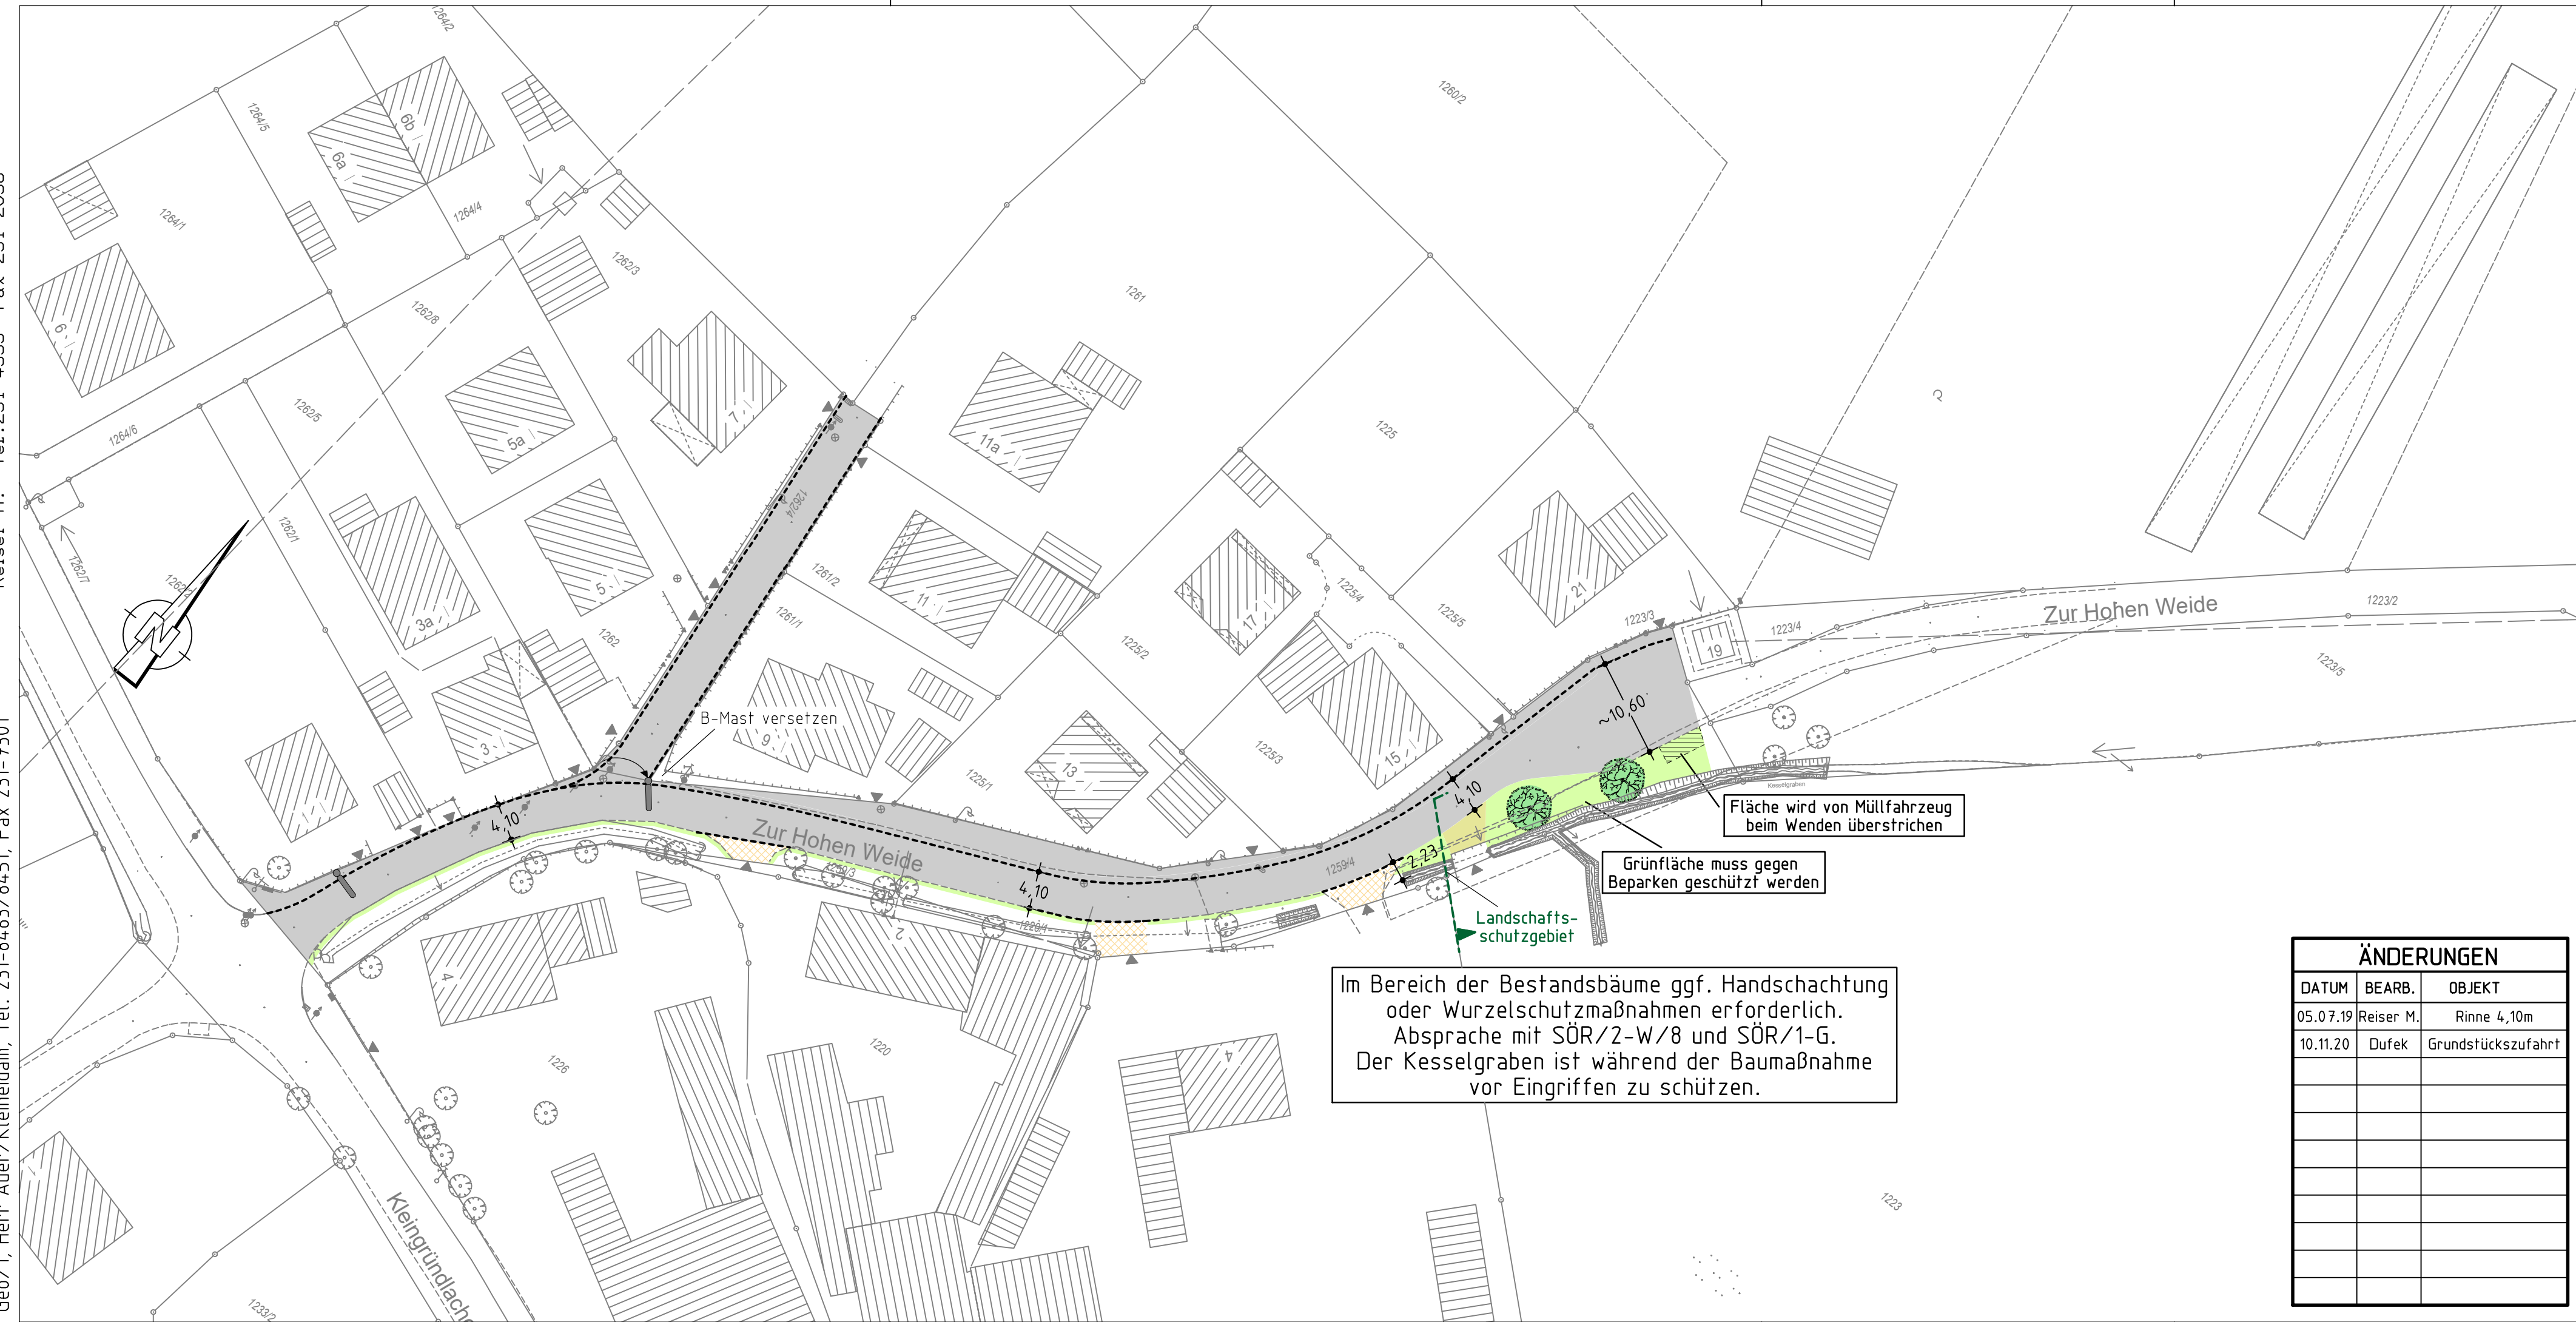 1264/2
1264/5
6b
6a
1264/1
1264/4
1260/2
1262/3
1261
6
1262/8
7
11a
1262/5
5a
1264/6
1225
1262/4
1262/1
1262/7
3a
5
1261/2
11
1261/1
1225/4
17
1225/5
21
1223/3
19
1223/4
Zur Hohen Weide
1223/2
1223/5
N
1262
1225/2
B-Mast versetzen
3
9
13
1225/3
15
~10,60
1225/1
1
4,10
Zur Hohen Weide
4,10
Kesselgraben
Fläche wird von Müllfahrzeug
beim Wenden überstrichen
1259/4
2,23
Grünfläche muss gegen
Beparken geschützt werden
4,10
2
4
Landschafts-
schutzgebiet
Im Bereich der Bestandsbäume ggf. Handschachtung
oder Wurzelschutzmaßnahmen erforderlich.
Absprache mit SÖR/2-W/8 und SÖR/1-G.
Der Kesselgraben ist während der Baumaßnahme
vor Eingriffen zu schützen.
1226
1220
4
1223
Kleingründlache
1233/2
ÄNDERUNGEN
DATUM BEARB. OBJEKT
05.07.19 Reiser M. Rinne 4,10m
10.11.20 Dufek Grundstückszufahrt